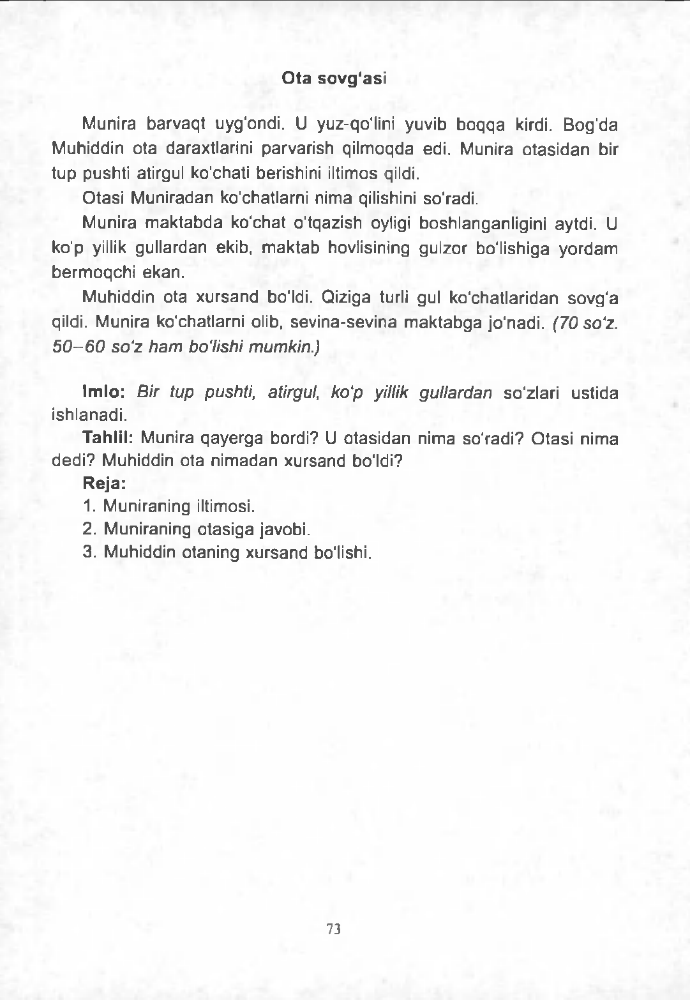 Ota sovg'asi
Munira barvaqt uyg'ondi. U yuz-qo'lini yuvib boqqa kirdi. Bog'da
Muhiddin ota daraxtlarini parvarish qilmoqda edi. Munira otasidan bir
tup pushti atirgul ko'chati berishini iltimos qildi.
Otasi Muniradan ko'chatlarni nima qilishini so'radi.
Munira maktabda ko'chat o'tqazish oyligi boshlanganligini aytdi. U
ko'p yillik gullardan ekib, maktab hovlisining gulzor bo'lishiga yordam
bermoqchi ekan.
Muhiddin ota xursand bo'ldi. Qiziga turli gul ko'chatlaridan sovg'a
qildi. Munira ko'chatlarni olib, sevina-sevina maktabga jo'nadi. (70 so'z.
50–60 so'z ham bo'lishi mumkin.)
Imlo: Bir tup pushti, atirgul, ko'p yillik gullardan so'zlari ustida
ishlanadi.
Tahlil: Munira qayerga bordi? U otasidan nima so'radi? Otasi nima
dedi? Muhiddin ota nimadan xursand bo'ldi?
Reja:
1. Muniraning iltimosi.
2. Muniraning otasiga javobi.
3. Muhiddin otaning xursand bo'lishi.
73